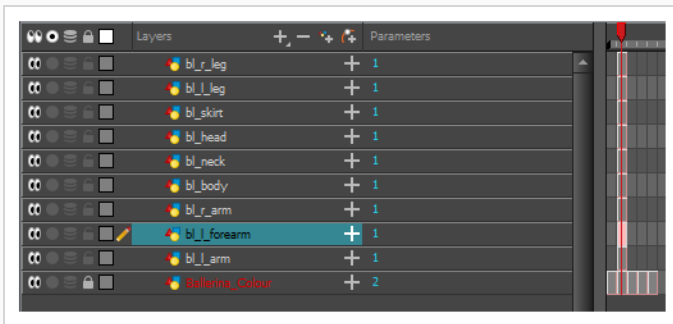 Layers Parameters
bl_r_leg 1
bl_l_leg 1
bl_skirt 1
bl_head 1
bl_neck 1
bl_body 1
bl_r_arm 1
bl_l_forearm 1
bl_l_arm 1
Ballerina_Colour 2